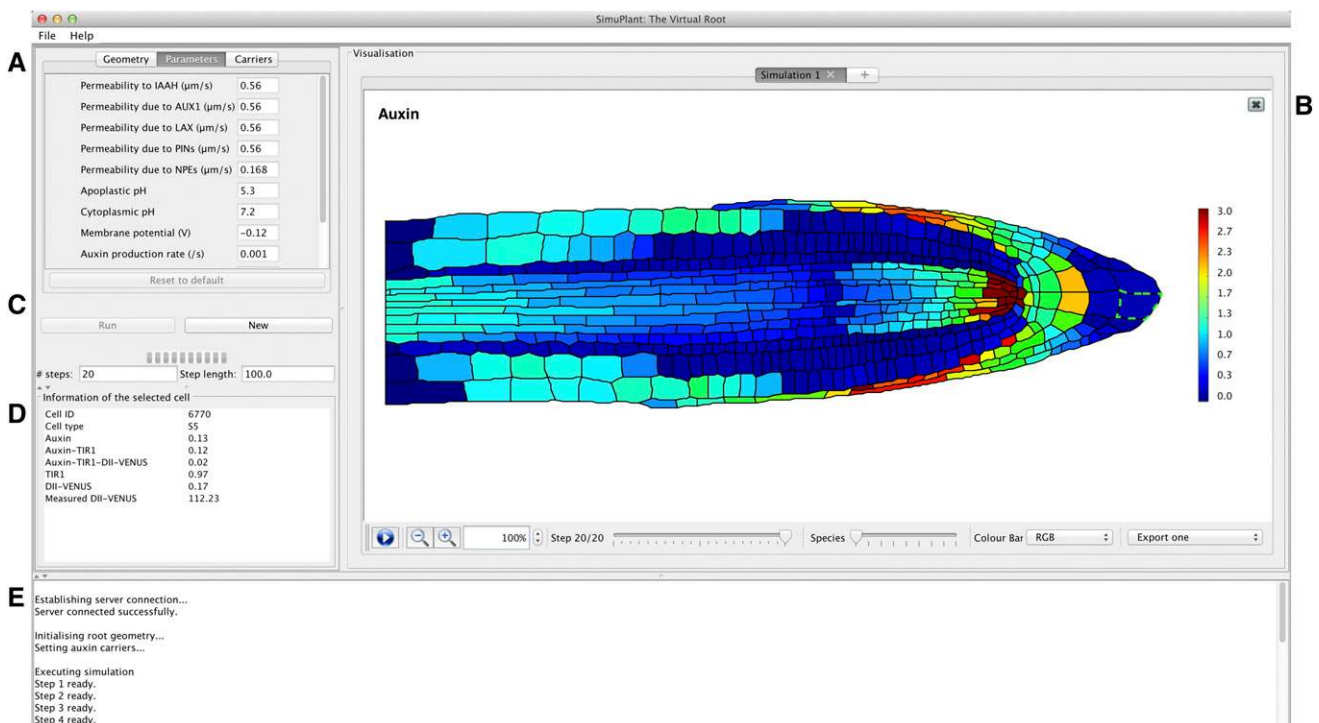 SimuPlant: The Virtual Root
File Help
A
Geometry Parameters Carriers
Permeability to IAAH (μm/s) 0.56
Permeability due to AUX1 (μm/s) 0.56
Permeability due to LAX (μm/s) 0.56
Permeability due to PINs (μm/s) 0.56
Permeability due to NPEs (μm/s) 0.168
Apoplastic pH 5.3
Cytoplasmic pH 7.2
Membrane potential (V) -0.12
Auxin production rate (/s) 0.001
Reset to default
C
Run New
# steps: 20 Step length: 100.0
D
Information of the selected cell
Cell ID 6770
Cell type S5
Auxin 0.13
Auxin-TIR1 0.12
Auxin-TIR1-DII-VENUS 0.02
TIR1 0.97
DII-VENUS 0.17
Measured DII-VENUS 112.23
Visualisation
Simulation 1 × +
B
Auxin
3.0
2.7
2.3
2.0
1.7
1.3
1.0
0.7
0.3
0.0
100% Step 20/20 Species Colour Bar RGB Export one
E
Establishing server connection...
Server connected successfully.
Initialising root geometry...
Setting auxin carriers...
Executing simulation
Step 1 ready.
Step 2 ready.
Step 3 ready.
Step 4 ready.